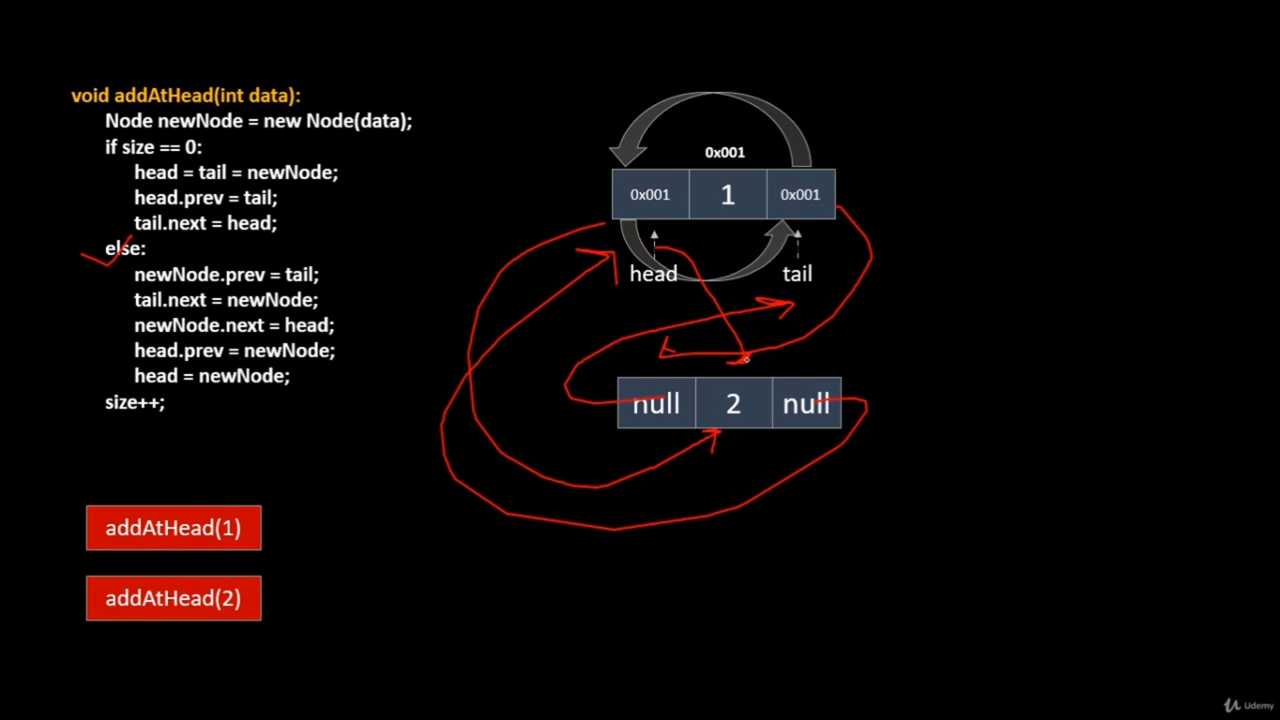 void addAtHead(int data):
Node newNode = new Node(data);
if size == 0:
head = tail = newNode;
head.prev = tail;
tail.next = head;
else:
newNode.prev = tail;
tail.next = newNode;
newNode.next = head;
head.prev = newNode;
head = newNode;
size++;
addAtHead(1)
addAtHead(2)
0x001
0x001 1 0x001
head tail
null 2 null
Udemy